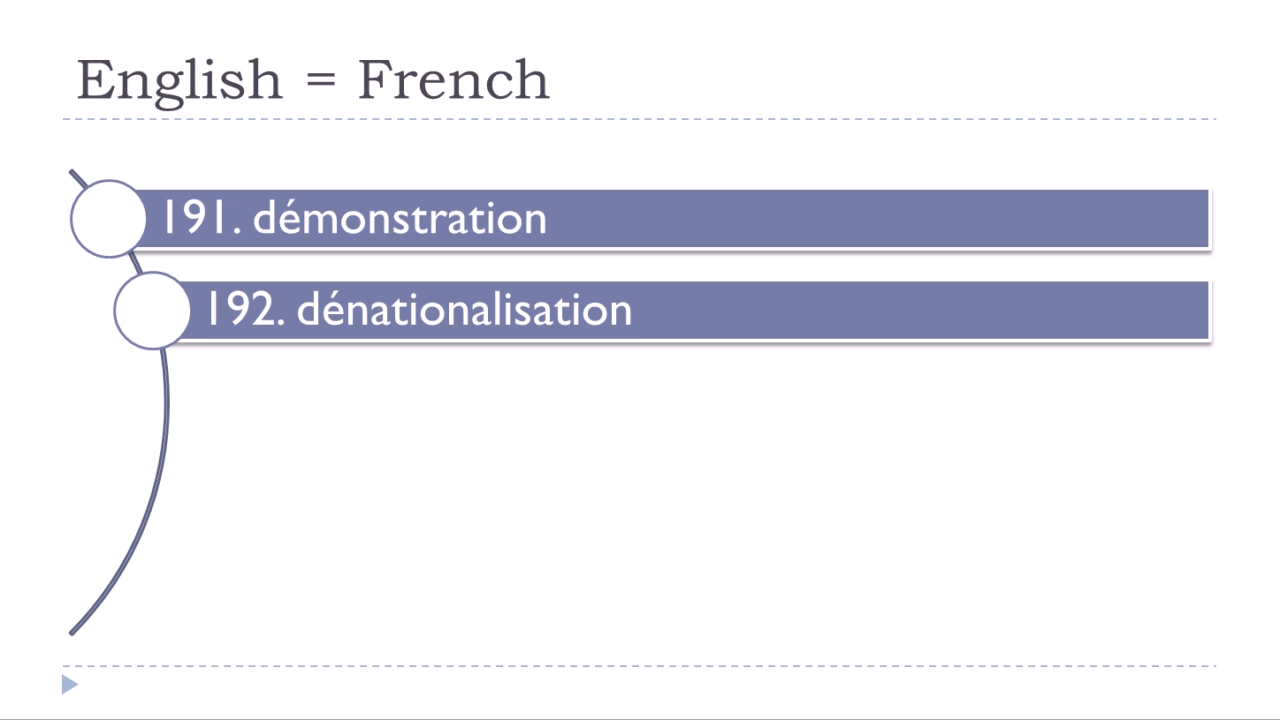 English = French
191. démonstration
192. dénationalisation